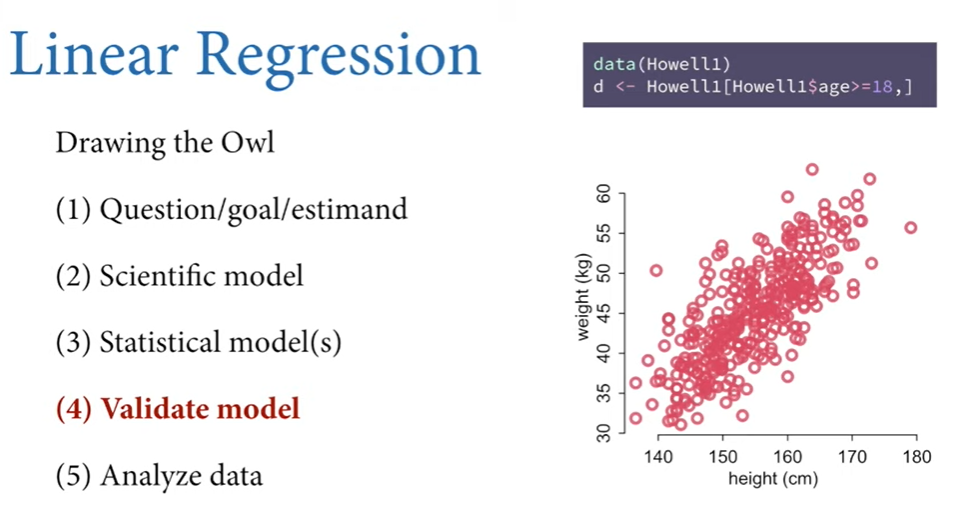 Linear Regression
Drawing the Owl
(1) Question/goal/estimand
(2) Scientific model
(3) Statistical model(s)
(4) Validate model
(5) Analyze data
data(Howell1)
d <- Howell1[Howell1$age>=18,]
weight (kg)
60
55
50
45
40
35
30
140 150 160 170 180
height (cm)